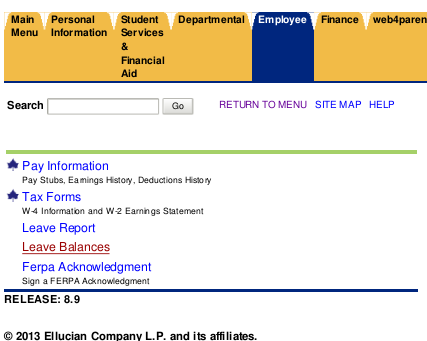 Main Menu
Personal Information
Student Services & Financial Aid
Departmental
Employee
Finance
web4paren
Search Go RETURN TO MENU SITE MAP HELP
Pay Information
Pay Stubs, Earnings History, Deductions History
Tax Forms
W-4 Information and W-2 Earnings Statement
Leave Report
Leave Balances
Ferpa Acknowledgment
Sign a FERPA Acknowledgment
RELEASE: 8.9
© 2013 Ellucian Company L.P. and its affiliates.